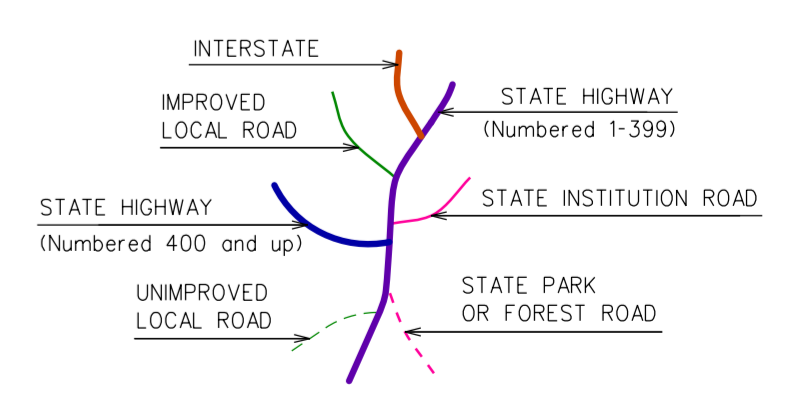 INTERSTATE
STATE HIGHWAY
(Numbered 1-399)
IMPROVED
LOCAL ROAD
STATE INSTITUTION ROAD
STATE HIGHWAY
(Numbered 400 and up)
UNIMPROVED
LOCAL ROAD
STATE PARK
OR FOREST ROAD